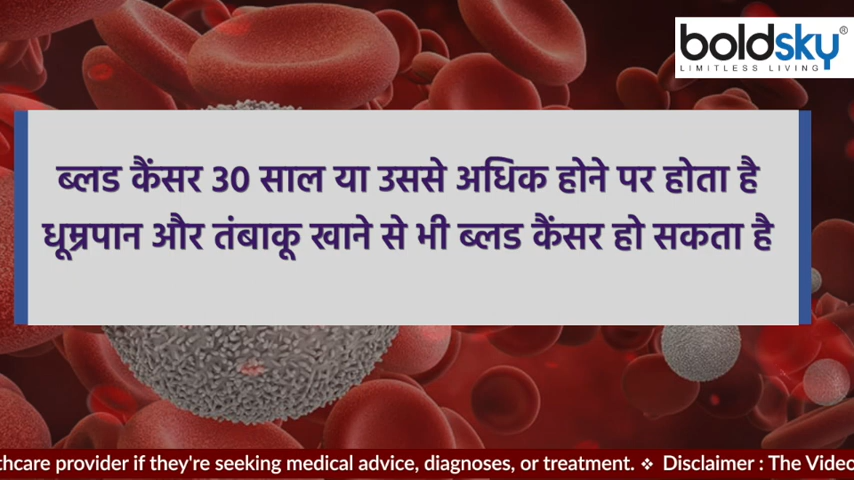 boldsky®
LIMITLESS LIVING
ब्लड कैंसर 30 साल या उससे अधिक होने पर होता है
धूम्रपान और तंबाकू खाने से भी ब्लड कैंसर हो सकता है
thcare provider if they're seeking medical advice, diagnoses, or treatment. ❖ Disclaimer : The Video